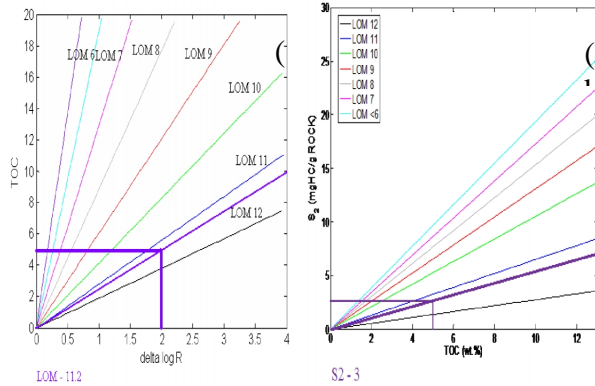 20
18
16
14
12
10
8
6
4
2
0
TOC
LOM 6
LOM 7
LOM 8
LOM 9
LOM 10
LOM 11
LOM 12
(
0 0.5 1 1.5 2 2.5 3 3.5 4
delta log R
LOM - 11.2
30
25
20
15
10
5
0
S2 (mgHC/g ROCK)
LOM 12
LOM 11
LOM 10
LOM 9
LOM 8
LOM 7
LOM <6
(
0 2 4 6 8 10 12
TOC (wt.%)
S2 - 3